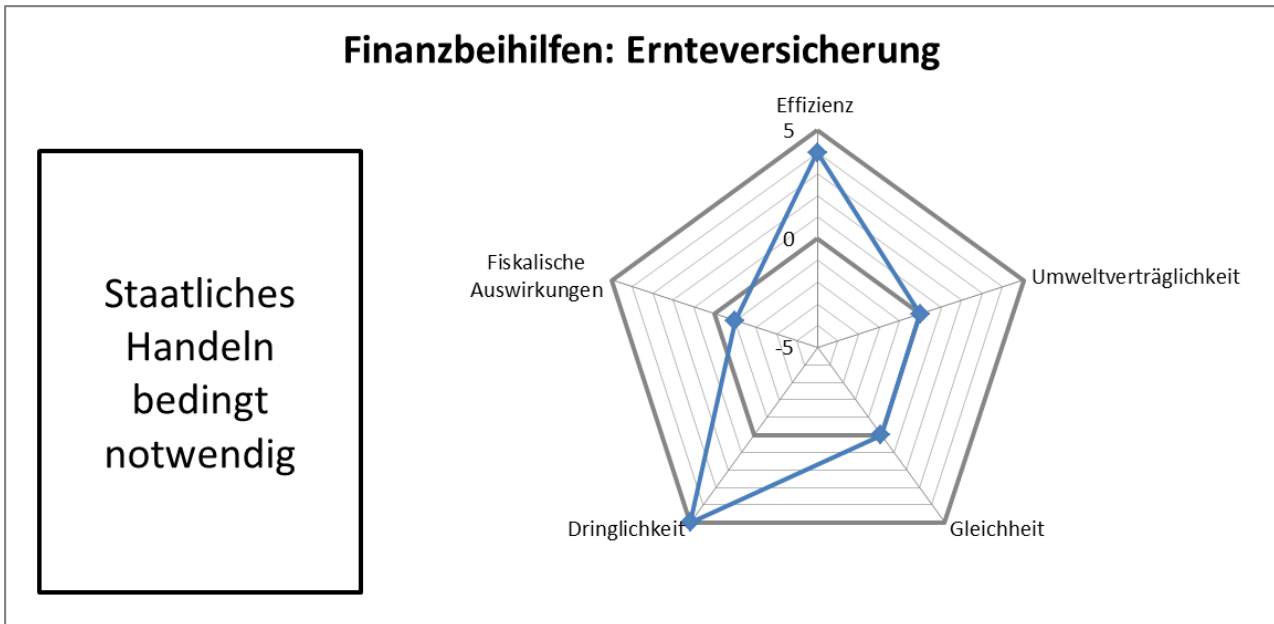 Finanzbeihilfen: Ernteversicherung
Staatliches
Handeln
bedingt
notwendig
Effizienz
5
0
-5
Fiskalische
Auswirkungen
Umweltverträglichkeit
Dringlichkeit
Gleichheit